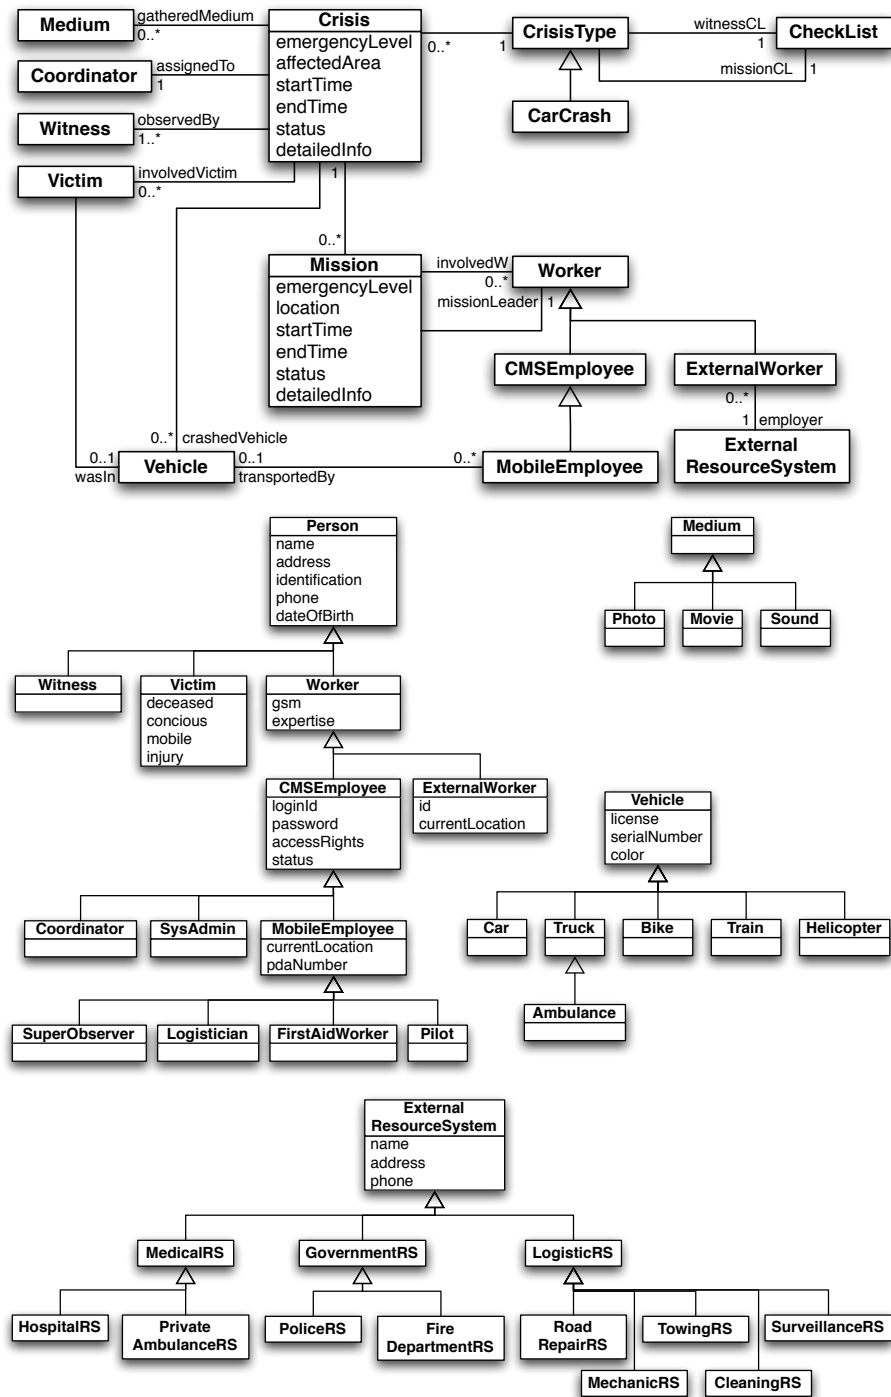 Medium
gatheredMedium
0..*
Coordinator
assignedTo
1
Witness
observedBy
1..*
Victim
involvedVictim
0..*
Crisis
emergencyLevel
affectedArea
startTime
endTime
status
detailedInfo
0..*
1
CrisisType
witnessCL
1
CheckList
missionCL
1
CarCrash
1
0..*
Mission
emergencyLevel
location
startTime
endTime
status
detailedInfo
involvedW
0..*
missionLeader
1
Worker
CMSEmployee
ExternalWorker
0..*
1
employer
External
ResourceSystem
MobileEmployee
0..*
0..*
crashedVehicle
0..1
wasIn
Vehicle
0..1
transportedBy
Person
name
address
identification
phone
dateOfBirth
Medium
Photo
Movie
Sound
Witness
Victim
deceased
concious
mobile
injury
Worker
gsm
expertise
CMSEmployee
loginId
password
accessRights
status
ExternalWorker
id
currentLocation
Vehicle
license
serialNumber
color
Coordinator
SysAdmin
MobileEmployee
currentLocation
pdaNumber
Car
Truck
Bike
Train
Helicopter
Ambulance
SuperObserver
Logistician
FirstAidWorker
Pilot
External
ResourceSystem
name
address
phone
MedicalRS
GovernmentRS
LogisticRS
HospitalRS
Private
AmbulanceRS
PoliceRS
Fire
DepartmentRS
Road
RepairRS
TowingRS
SurveillanceRS
MechanicRS
CleaningRS